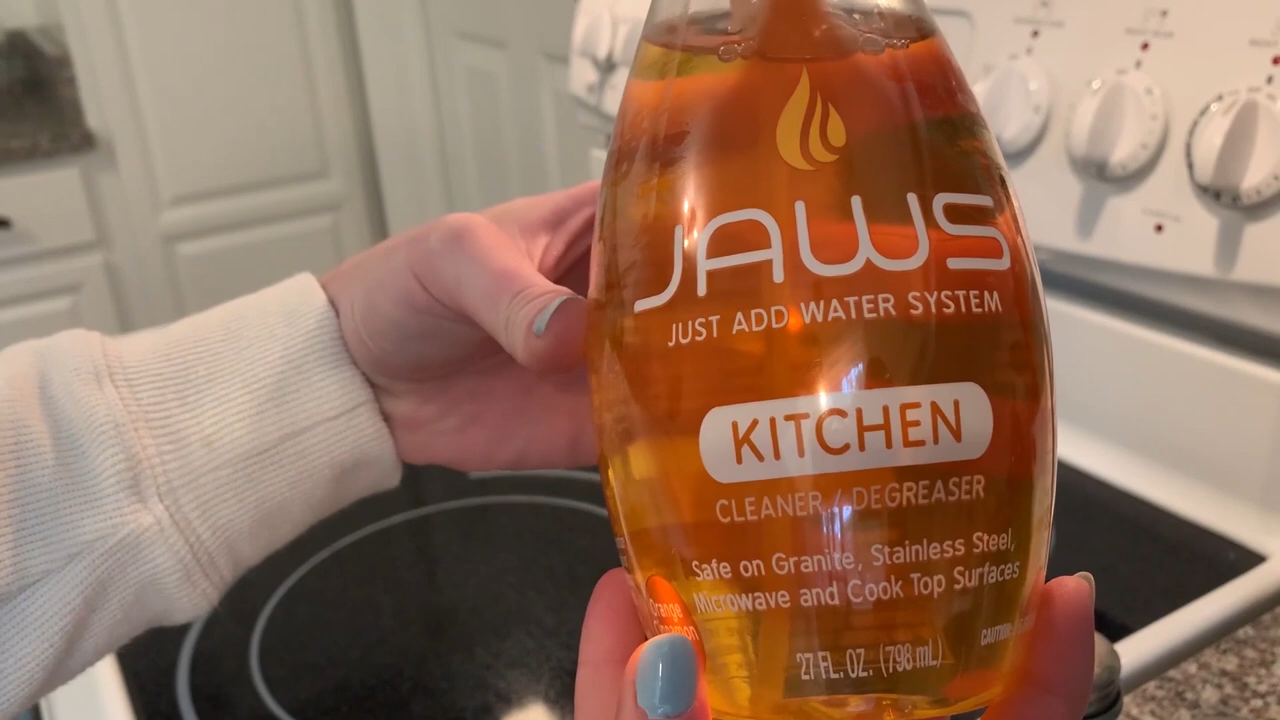 JAWS
JUST ADD WATER SYSTEM
KITCHEN
CLEANER / DEGREASER
Safe on Granite, Stainless Steel,
Microwave and Cook Top Surfaces
Orange
27 FL. OZ. (798 mL)
CAUTION